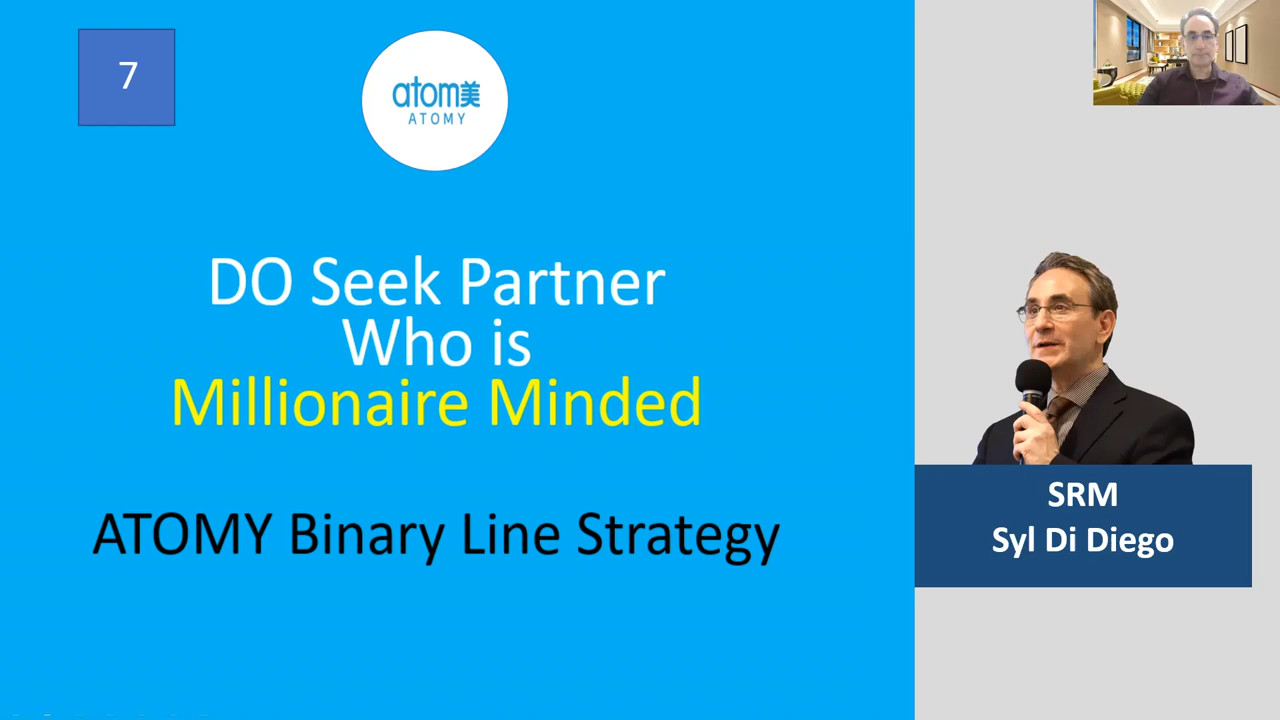 7
atom美
ATOMY
DO Seek Partner
Who is
Millionaire Minded
ATOMY Binary Line Strategy
SRM
Syl Di Diego